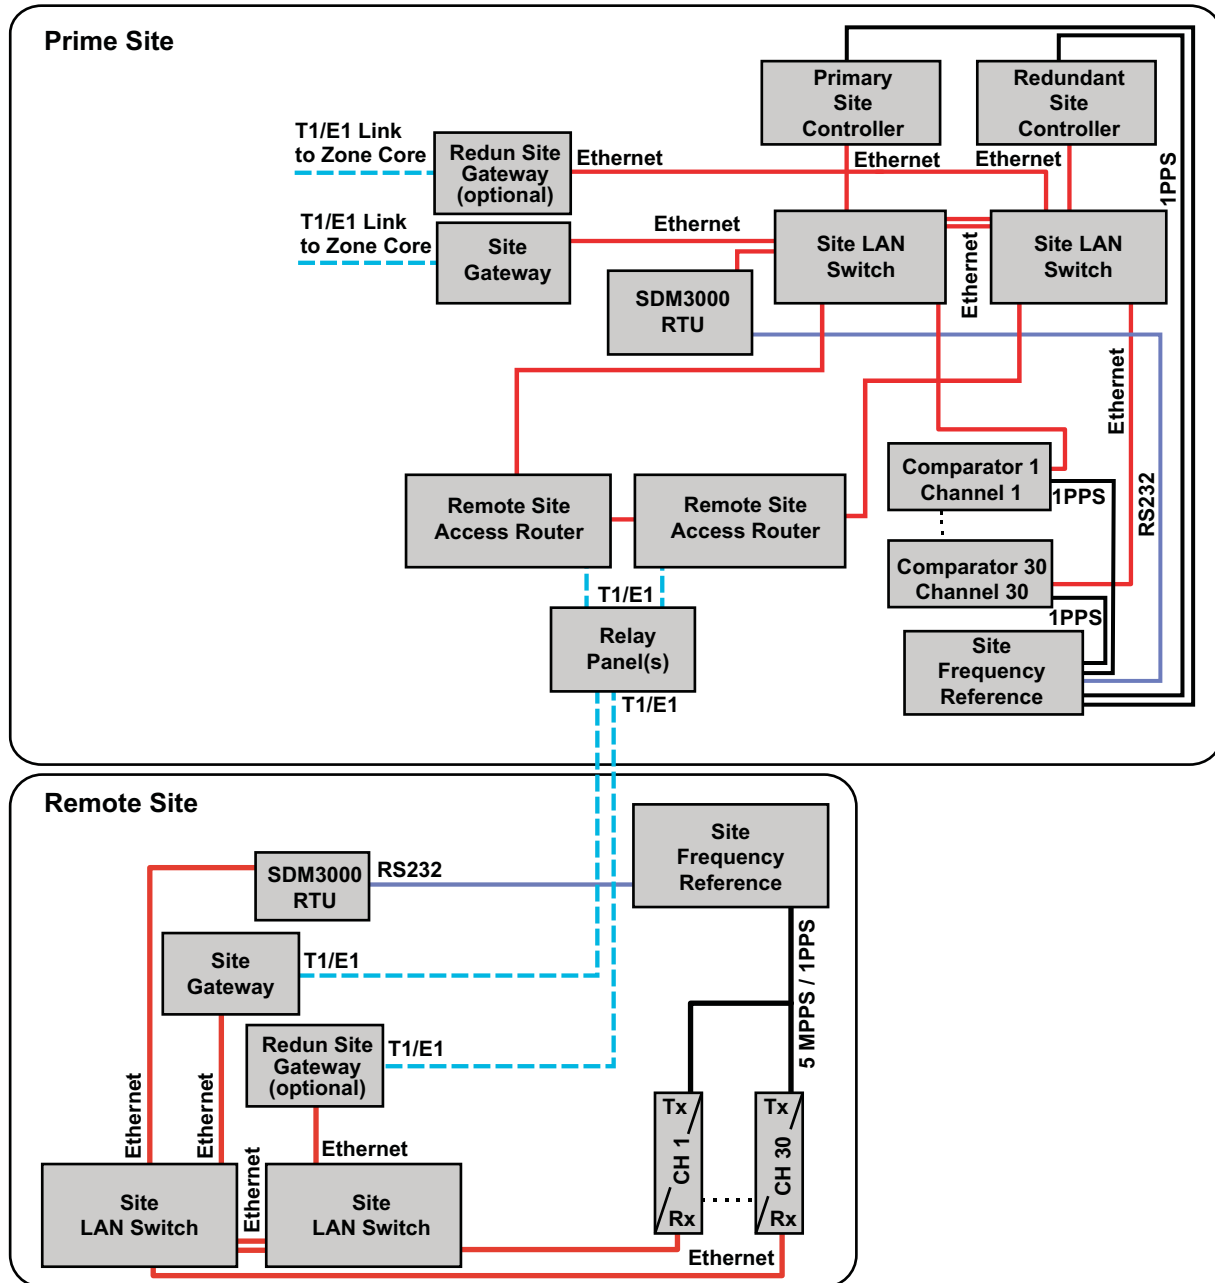 Prime Site
Primary
Site
Controller
Redundant
Site
Controller
T1/E1 Link
to Zone Core
Redun Site
Gateway
(optional)
Ethernet
Ethernet
Ethernet
1PPS
T1/E1 Link
to Zone Core
Site
Gateway
Ethernet
Site LAN
Switch
Ethernet
Site LAN
Switch
SDM3000
RTU
Ethernet
Comparator 1
Channel 1
1PPS
RS232
Remote Site
Access Router
Remote Site
Access Router
Comparator 30
Channel 30
1PPS
T1/E1
Relay
Panel(s)
T1/E1
Site
Frequency
Reference
Remote Site
Site
Frequency
Reference
SDM3000
RTU
RS232
Site
Gateway
T1/E1
5 MPPS / 1PPS
Redun Site
Gateway
(optional)
T1/E1
Ethernet
Ethernet
Ethernet
Ethernet
Site
LAN Switch
Site
LAN Switch
Tx
CH 1
Rx
Tx
CH 30
Rx
Ethernet